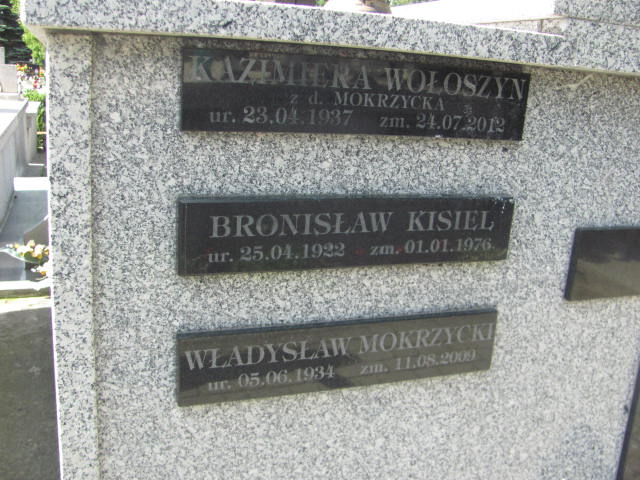 KAZIMIERA WOŁOSZYN
z d. MOKRZYCKA
ur. 23.04.1937 zm. 24.07.2012
BRONISŁAW KISIEL
ur. 25.04.1922 zm. 01.01.1976
WŁADYSŁAW MOKRZYCKI
ur. 05.06.1934 zm. 11.08.2009